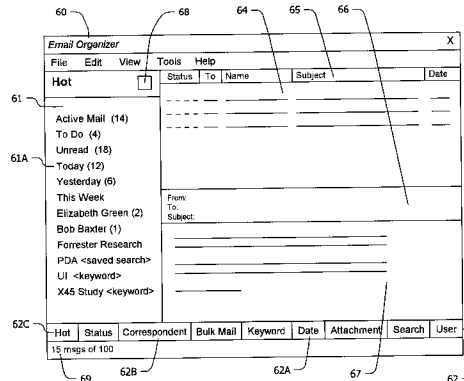 60 68 64 65 66
Email Organizer X
File Edit View Tools Help
Hot Status To Name Subject Date
61
Active Mail (14)
To Do (4)
Unread (18)
61A Today (12)
Yesterday (6)
This Week
Elizabeth Green (2)
Bob Baxter (1)
Forrester Research
PDA <saved search>
UI <keyword>
X45 Study <keyword>
From:
To:
Subject:
62C Hot Status Correspondent Bulk Mail Keyword Date Attachment Search User
15 msgs of 100
69 62B 62A 67 62